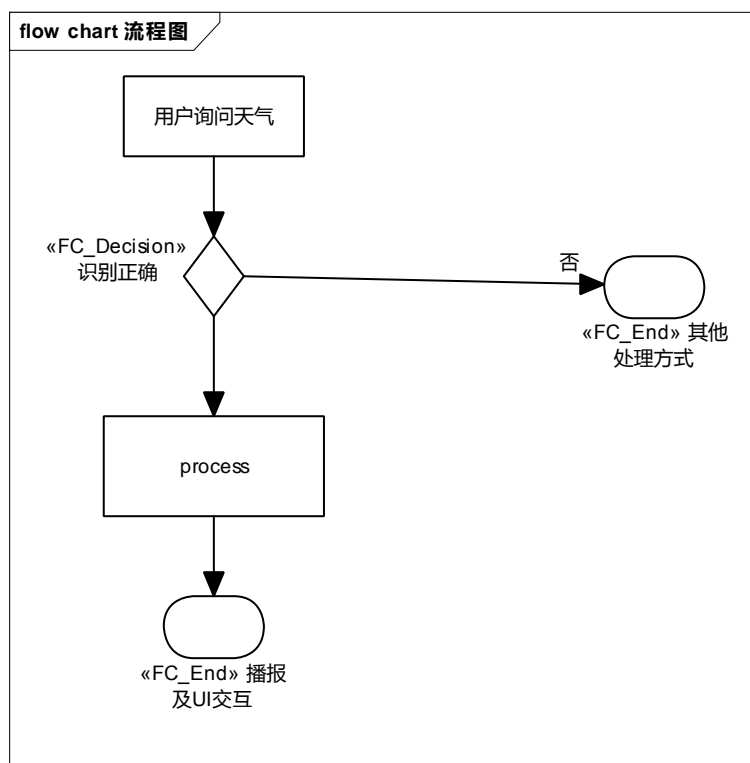 flow chart 流程图
用户询问天气
«FC_Decision»
识别正确
否
«FC_End» 其他
处理方式
process
«FC_End» 播报
及UI交互